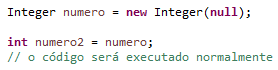 Integer numero = new Integer(null);
int numero2 = numero;
// o código será executado normalmente